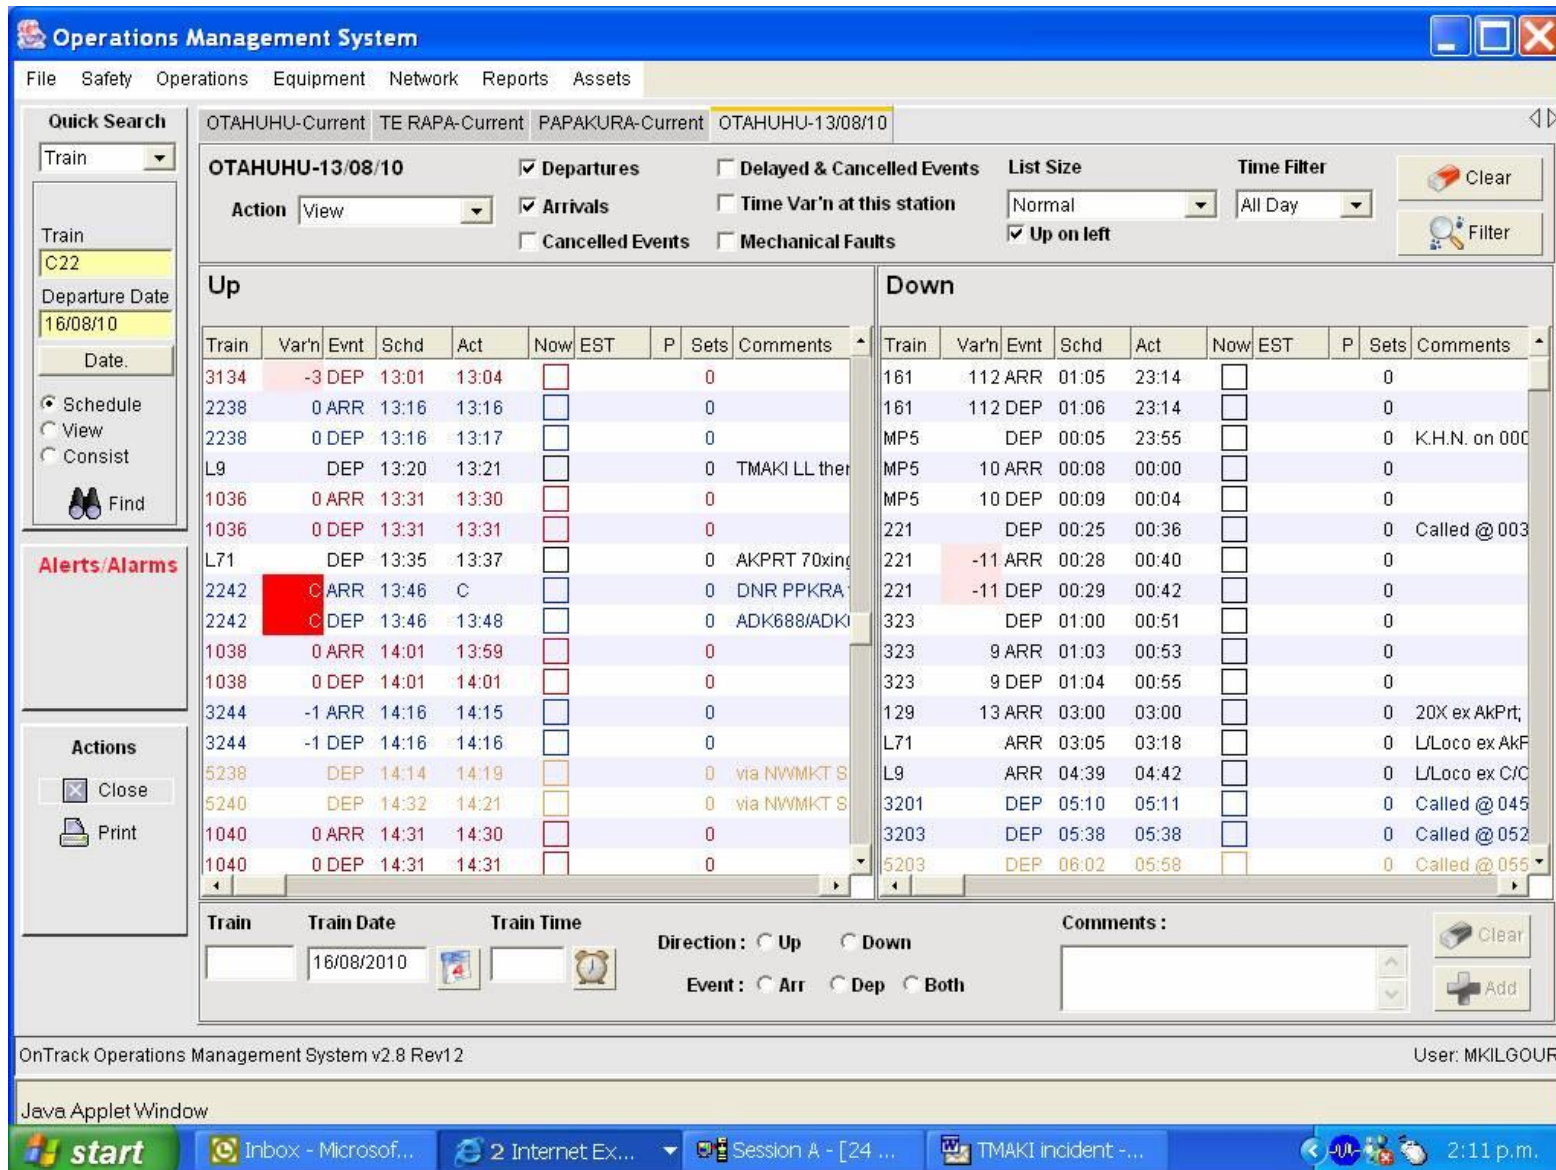 Operations Management System
File Safety Operations Equipment Network Reports Assets
Quick Search
Train
Train
C22
Departure Date
16/08/10
Date.
Schedule
View
Consist
Find
Alerts/Alarms
Actions
Close
Print
OTAHUHU-Current TE RAPA-Current PAPAKURA-Current OTAHUHU-13/08/10
OTAHUHU-13/08/10 Departures Delayed & Cancelled Events List Size Time Filter Clear
Action View Arrivals Time Var'n at this station Normal All Day
Cancelled Events Mechanical Faults Up on left Filter
Up
Train Var'n Evnt Schd Act Now EST P Sets Comments
3134 -3 DEP 13:01 13:04 0
2238 0 ARR 13:16 13:16 0
2238 0 DEP 13:16 13:17 0
L9 DEP 13:20 13:21 0 TMAKI LL ther
1036 0 ARR 13:31 13:30 0
1036 0 DEP 13:31 13:31 0
L71 DEP 13:35 13:37 0 AKPRT 70xing
2242 C ARR 13:46 C 0 DNR PPKRA
2242 C DEP 13:46 13:48 0 ADK688/ADK
1038 0 ARR 14:01 13:59 0
1038 0 DEP 14:01 14:01 0
3244 -1 ARR 14:16 14:15 0
3244 -1 DEP 14:16 14:16 0
5238 DEP 14:14 14:19 0 via NWMKT S
5240 DEP 14:32 14:21 0 via NWMKT S
1040 0 ARR 14:31 14:30 0
1040 0 DEP 14:31 14:31 0
Down
Train Var'n Evnt Schd Act Now EST P Sets Comments
161 112 ARR 01:05 23:14 0
161 112 DEP 01:06 23:14 0
MP5 DEP 00:05 23:55 0 K.H.N. on 000
MP5 10 ARR 00:08 00:00 0
MP5 10 DEP 00:09 00:04 0
221 DEP 00:25 00:36 0 Called @ 003
221 -11 ARR 00:28 00:40 0
221 -11 DEP 00:29 00:42 0
323 DEP 01:00 00:51 0
323 9 ARR 01:03 00:53 0
323 9 DEP 01:04 00:55 0
129 13 ARR 03:00 03:00 0 20X ex AkPrt;
L71 ARR 03:05 03:18 0 L/Loco ex AkP
L9 ARR 04:39 04:42 0 L/Loco ex C/C
3201 DEP 05:10 05:11 0 Called @ 045
3203 DEP 05:38 05:38 0 Called @ 052
5203 DEP 06:02 05:58 0 Called @ 055
Train Train Date Train Time Comments :
16/08/2010 Direction : Up Down Clear
Event : Arr Dep Both Add
OnTrack Operations Management System v2.8 Rev12 User: MKILGOUR
Java Applet Window
start Inbox - Microsof... 2 Internet Ex... Session A - [24 ... TMAKI incident -... 2:11 p.m.